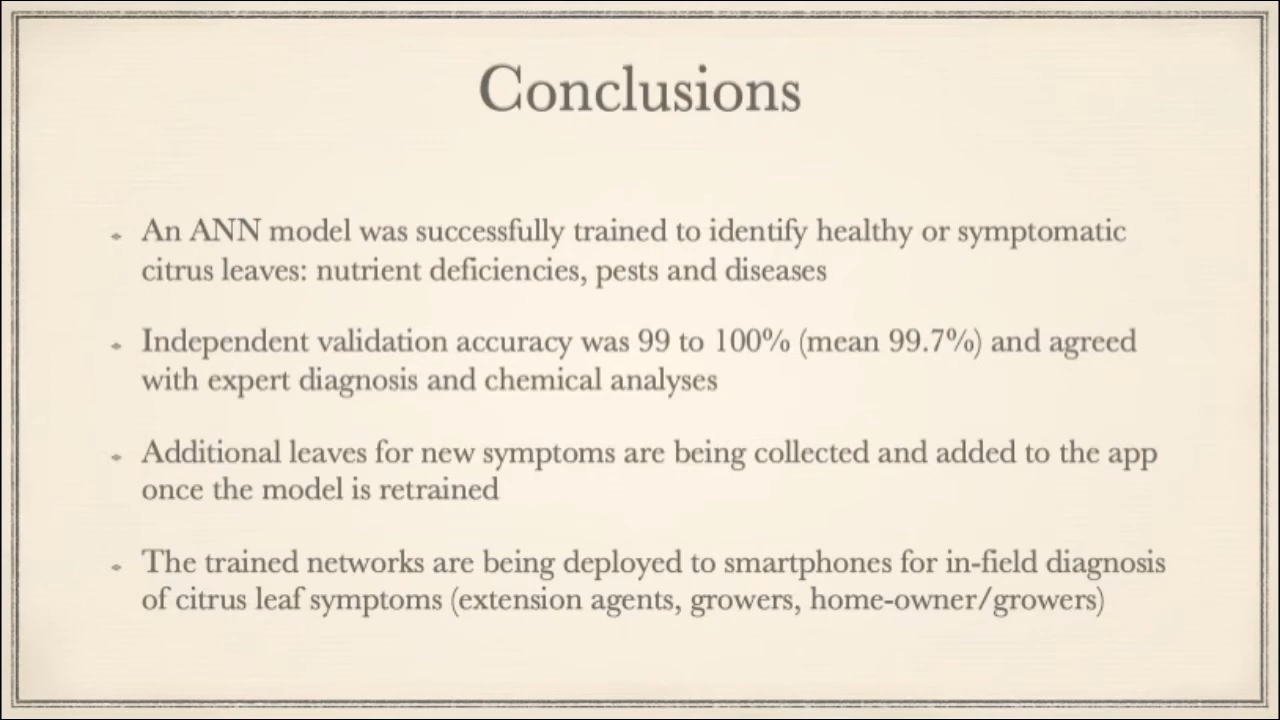 Conclusions
An ANN model was successfully trained to identify healthy or symptomatic
citrus leaves: nutrient deficiencies, pests and diseases
Independent validation accuracy was 99 to 100% (mean 99.7%) and agreed
with expert diagnosis and chemical analyses
Additional leaves for new symptoms are being collected and added to the app
once the model is retrained
The trained networks are being deployed to smartphones for in-field diagnosis
of citrus leaf symptoms (extension agents, growers, home-owner/growers)